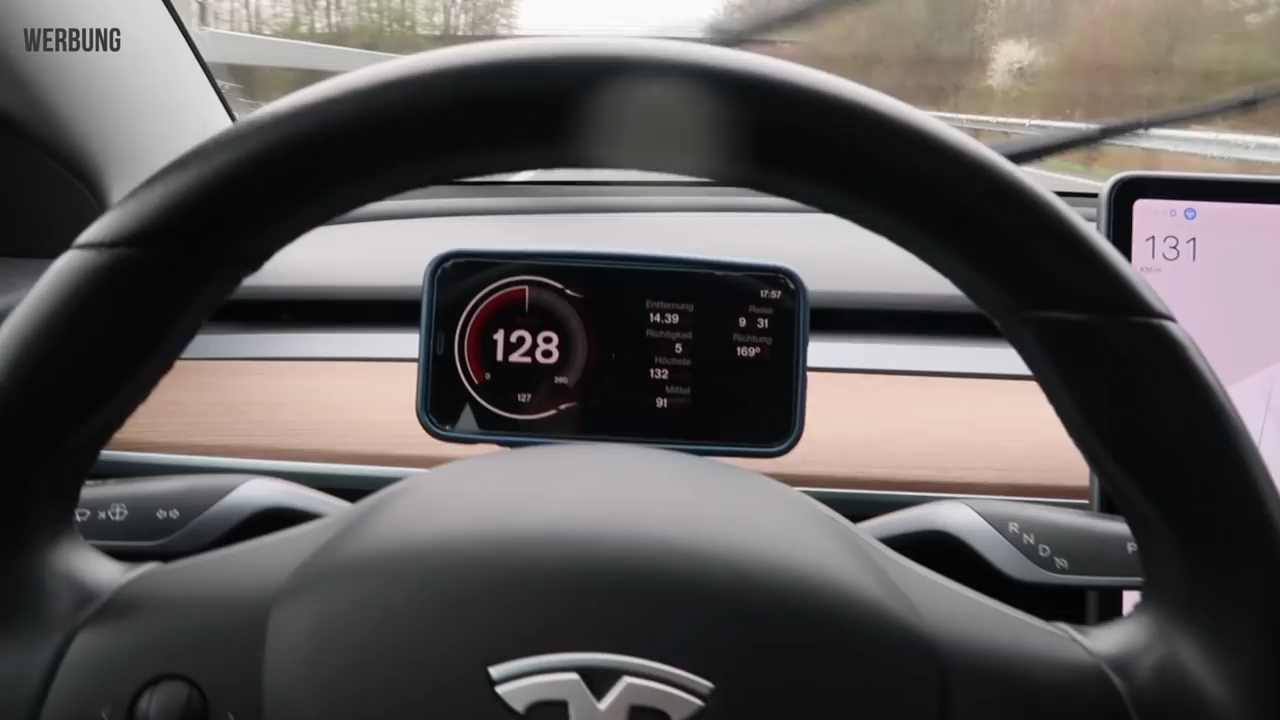 WERBUNG
D
131
KM/H
17:57
Entfernung
14.39
Reise
9 31
Richtigkeit
5
Richtung
169°
128
Höchste
132
0
260
Mittel
91
127
R
N
D
P